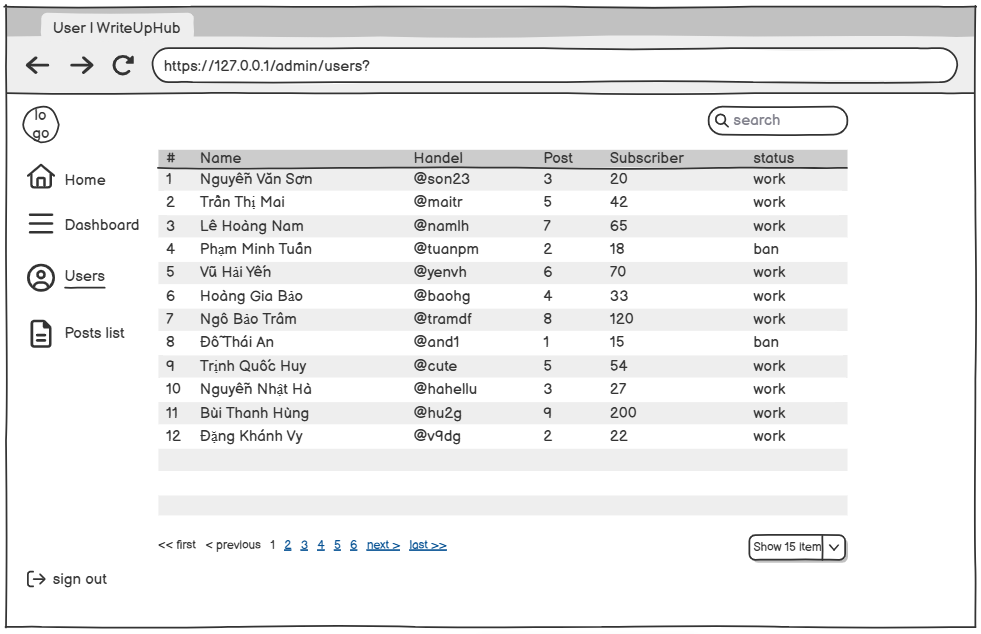 User | WriteUpHub
https://127.0.0.1/admin/users?
lo
go
search
Home
Dashboard
Users
Posts list
# Name Handel Post Subscriber status
1 Nguyễn Văn Sơn @son23 3 20 work
2 Trần Thị Mai @maitr 5 42 work
3 Lê Hoàng Nam @namlh 7 65 work
4 Phạm Minh Tuấn @tuanpm 2 18 ban
5 Vũ Hải Yến @yenvh 6 70 work
6 Hoàng Gia Bảo @baohg 4 33 work
7 Ngô Bảo Trâm @tramdf 8 120 work
8 Đỗ Thái An @and1 1 15 ban
9 Trịnh Quốc Huy @cute 5 54 work
10 Nguyễn Nhật Hà @hahellu 3 27 work
11 Bùi Thanh Hùng @hu2g 9 200 work
12 Đặng Khánh Vy @v9dg 2 22 work
<< first < previous 1 2 3 4 5 6 next > last >>
Show 15 item
sign out